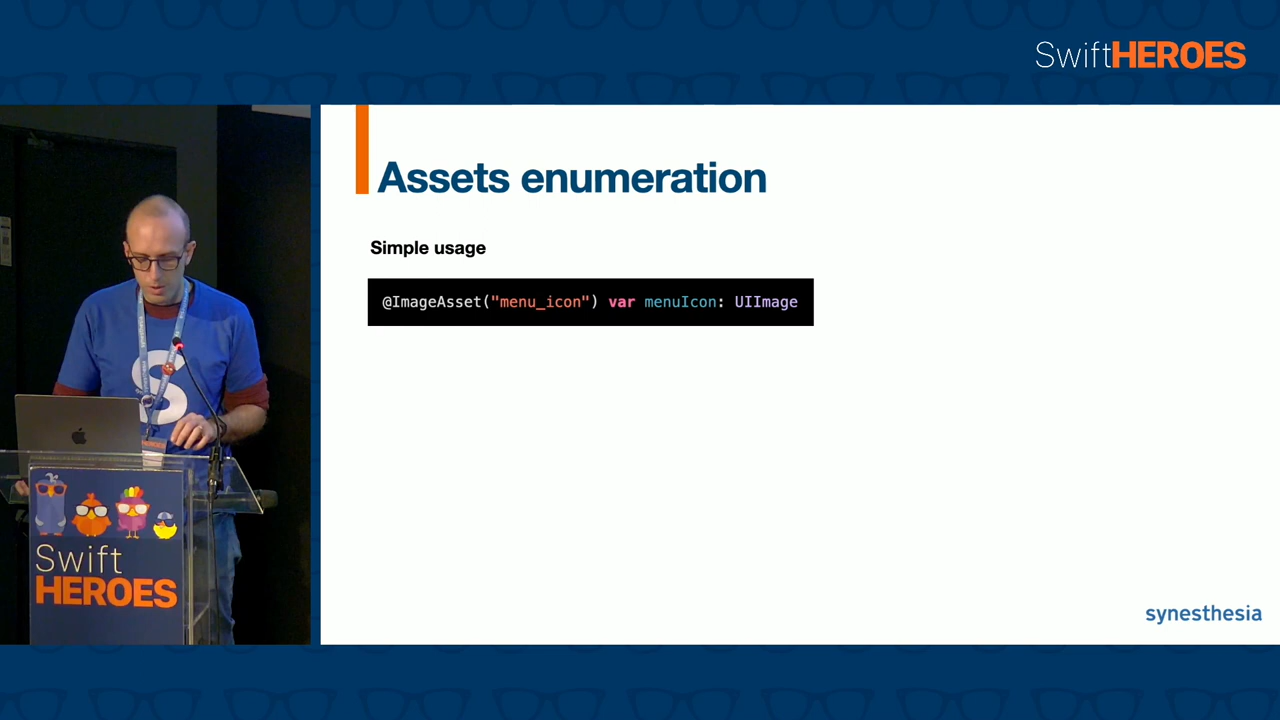 SwiftHEROES
Assets enumeration
Simple usage
@ImageAsset("menu_icon") var menuIcon: UIImage
S
Swift
HEROES
synesthesia